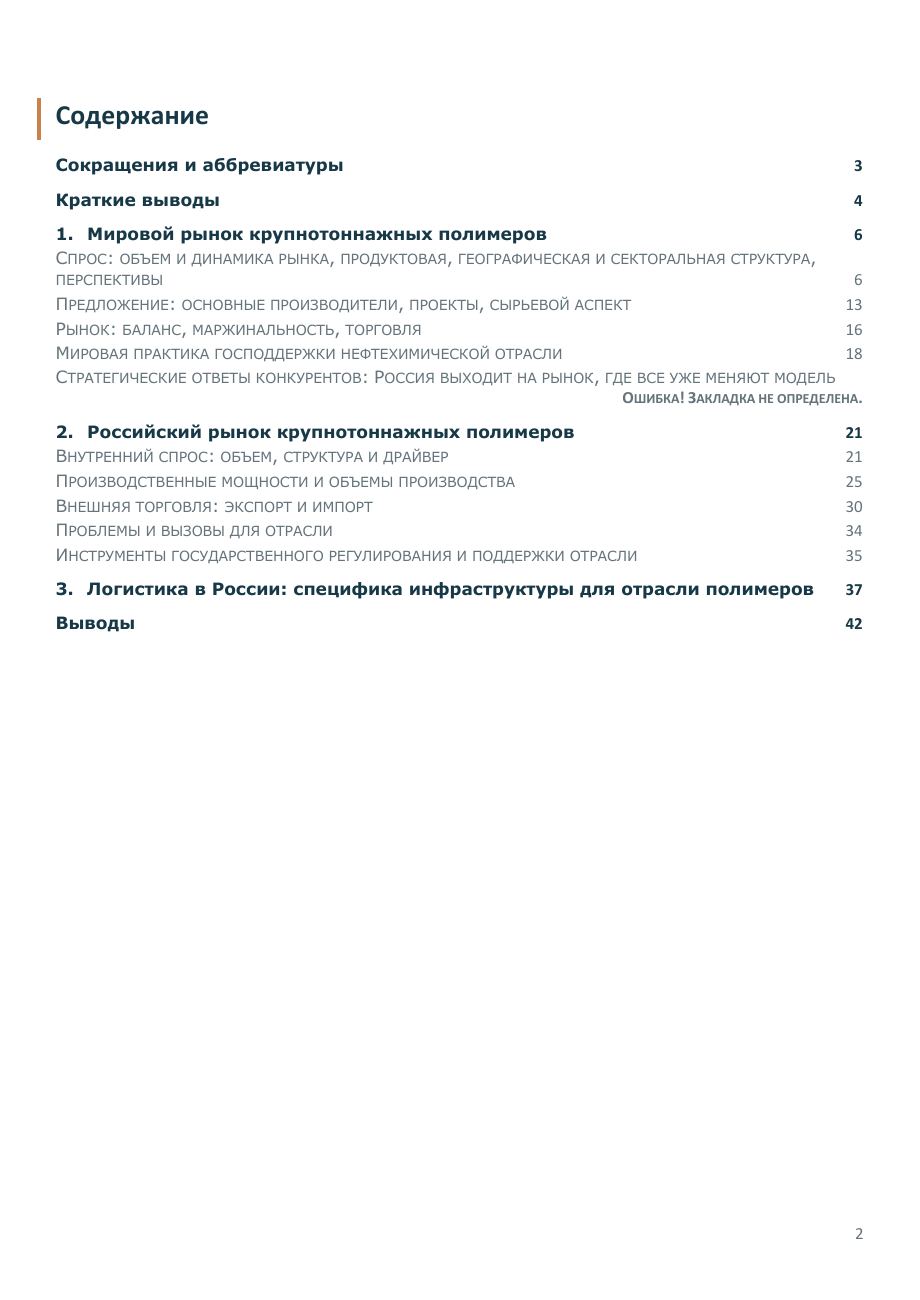 Содержание
Сокращения и аббревиатуры 3
Краткие выводы 4
1. Мировой рынок крупнотоннажных полимеров 6
Спрос: объем и динамика рынка, продуктовая, географическая и секторальная структура,
перспективы 6
Предложение: основные производители, проекты, сырьевой аспект 13
Рынок: баланс, маржинальность, торговля 16
Мировая практика господдержки нефтехимической отрасли 18
Стратегические ответы конкурентов: Россия выходит на рынок, где все уже меняют модель
Ошибка! Закладка не определена.
2. Российский рынок крупнотоннажных полимеров 21
Внутренний спрос: объем, структура и драйвер 21
Производственные мощности и объемы производства 25
Внешняя торговля: экспорт и импорт 30
Проблемы и вызовы для отрасли 34
Инструменты государственного регулирования и поддержки отрасли 35
3. Логистика в России: специфика инфраструктуры для отрасли полимеров 37
Выводы 42
2